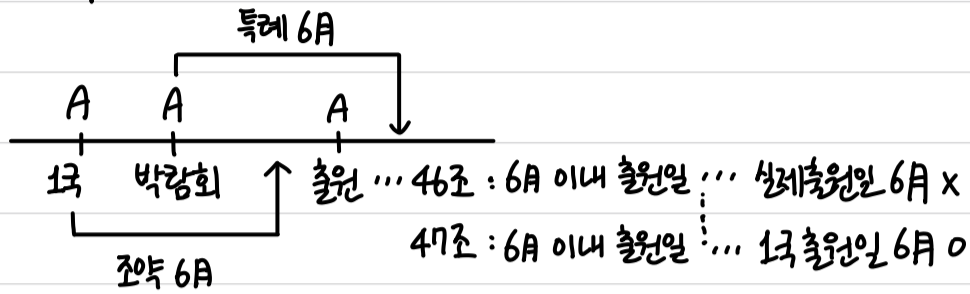 특례 6月
A A A
1국 박람회 출원 … 46조 : 6月 이내 출원일 … 실제출원일 6月 X
47조 : 6月 이내 출원일 … 1국출원일 6月 O
조약 6月